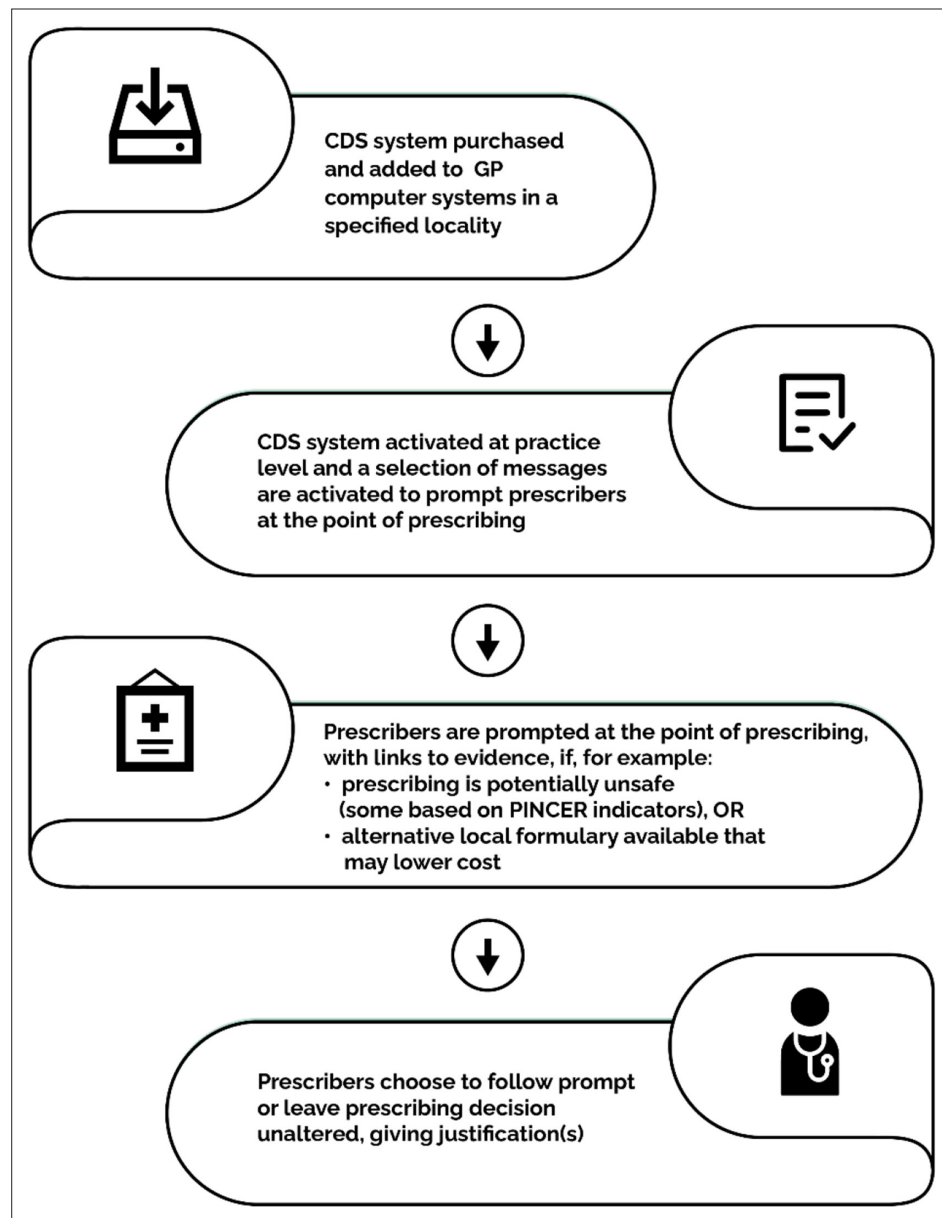 CDS system purchased
and added to GP
computer systems in a
specified locality
CDS system activated at practice
level and a selection of messages
are activated to prompt prescribers
at the point of prescribing
Prescribers are prompted at the point of prescribing,
with links to evidence, if, for example:
• prescribing is potentially unsafe
(some based on PINCER indicators), OR
• alternative local formulary available that
may lower cost
Prescribers choose to follow prompt
or leave prescribing decision
unaltered, giving justification(s)